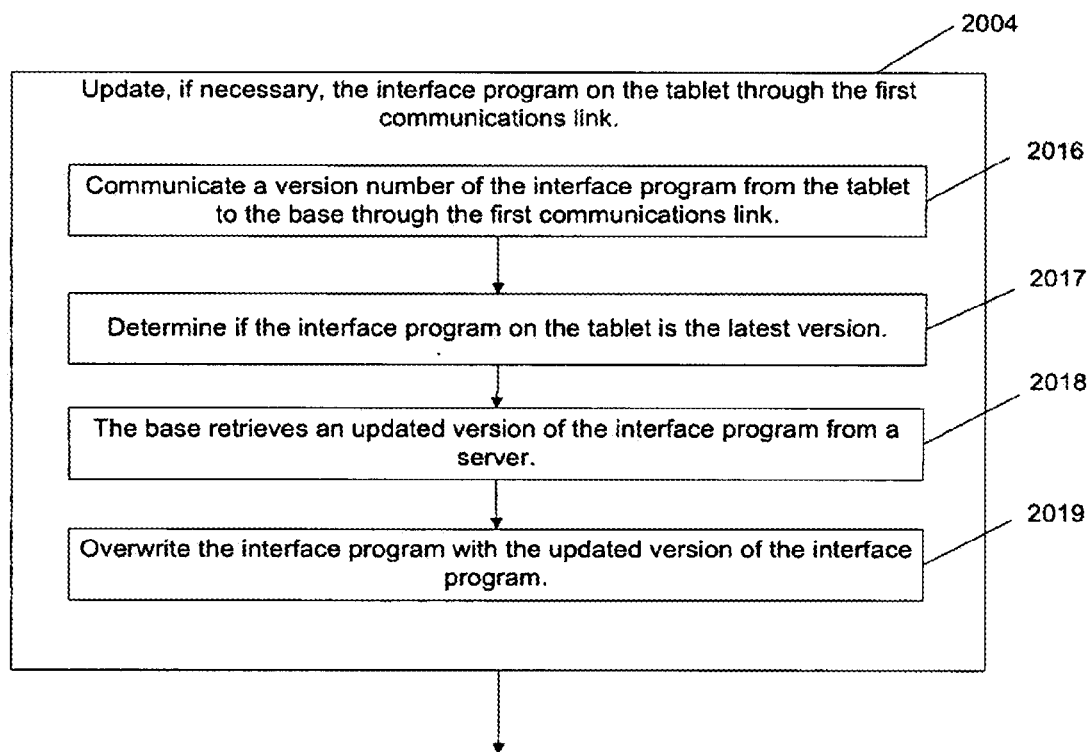 2004
Update, if necessary, the interface program on the tablet through the first
communications link.
2016
Communicate a version number of the interface program from the tablet
to the base through the first communications link.
2017
Determine if the interface program on the tablet is the latest version.
2018
The base retrieves an updated version of the interface program from a
server.
2019
Overwrite the interface program with the updated version of the interface
program.